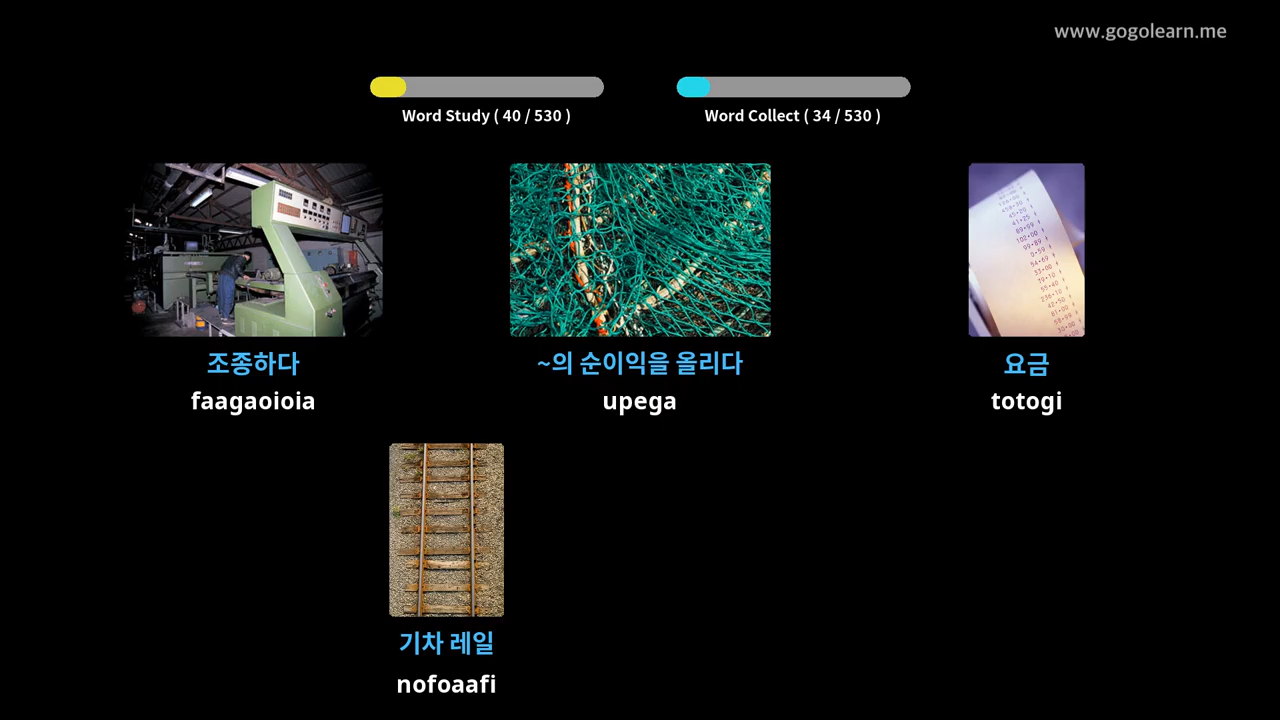 www.gogolearn.me
Word Study ( 40 / 530 )
Word Collect ( 34 / 530 )
조종하다
faagaoioia
~의 순이익을 올리다
upega
요금
totogi
기차 레일
nofoaafi